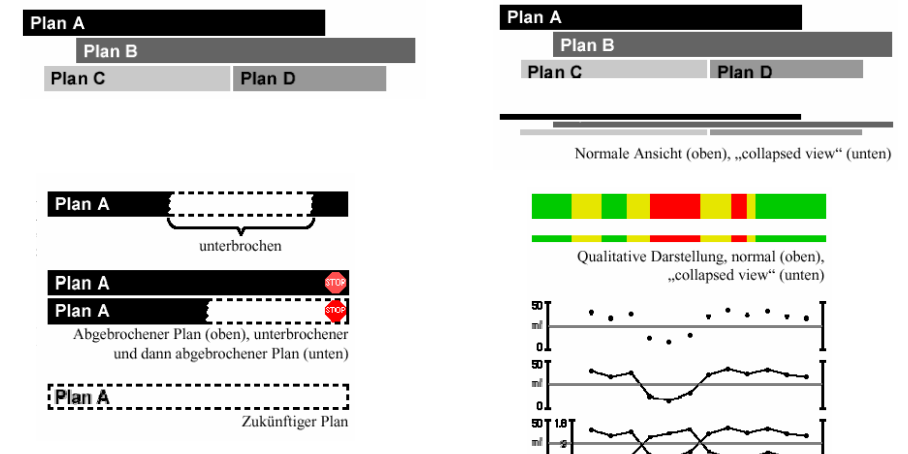 Plan A
Plan B
Plan C Plan D
Plan A
unterbrochen
Plan A STOP
Plan A STOP
Abgebrochener Plan (oben), unterbrochener
und dann abgebrochener Plan (unten)
Plan A
Zukünftiger Plan
Plan A
Plan B
Plan C Plan D
Normale Ansicht (oben), „collapsed view“ (unten)
Qualitative Darstellung, normal (oben),
„collapsed view“ (unten)
50
0
50
0
50 1.8